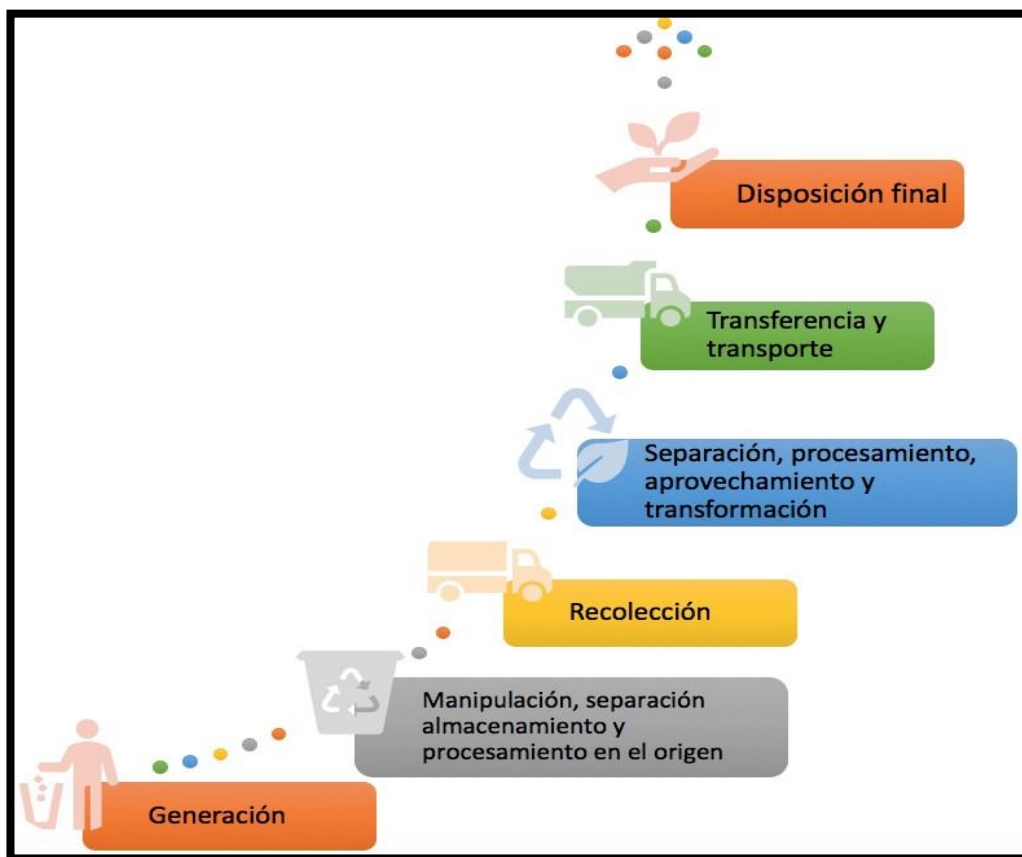 Disposición final
Transferencia y
transporte
Separación, procesamiento,
aprovechamiento y
transformación
Recolección
Manipulación, separación
almacenamiento y
procesamiento en el origen
Generación